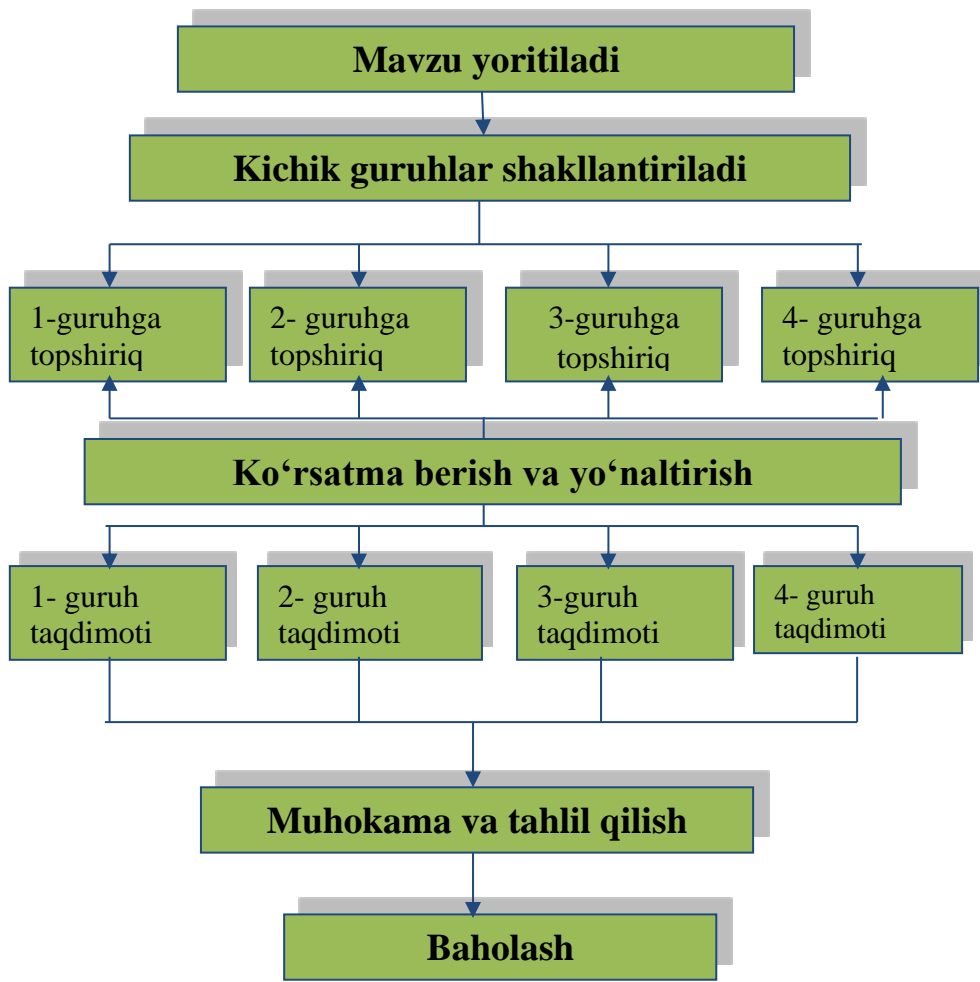 Mavzu yoritiladi
Kichik guruhlar shakllantiriladi
1-guruhga
topshiriq
2- guruhga
topshiriq
3-guruhga
topshiriq
4- guruhga
topshiriq
Ko‘rsatma berish va yo‘naltirish
1- guruh
taqdimoti
2- guruh
taqdimoti
3-guruh
taqdimoti
4- guruh
taqdimoti
Muhokama va tahlil qilish
Baholash